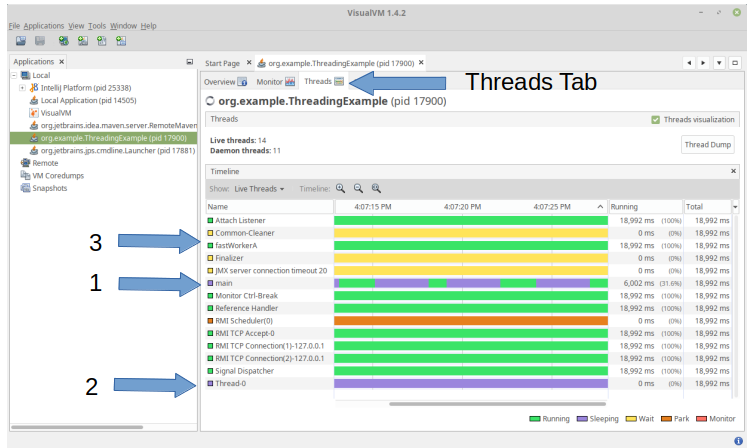 VisualVM 1.4.2
File Applications View Tools Window Help
Applications
Local
Intellij Platform (pid 25338)
Local Application (pid 14505)
VisualVM
org.jetbrains.idea.maven.server.RemoteMaven
org.example.ThreadingExample (pid 17900)
org.jetbrains.jps.cmdline.Launcher (pid 17881)
Remote
VM Coredumps
Snapshots
Start Page org.example.ThreadingExample (pid 17900)
Overview Monitor Threads
Threads Tab
org.example.ThreadingExample (pid 17900)
Threads Threads visualization
Live threads: 14
Daemon threads: 11
Thread Dump
Timeline
Show: Live Threads Timeline:
Name 4:07:15 PM 4:07:20 PM 4:07:25 PM Running Total
Attach Listener 18,992 ms (100%) 18,992 ms
Common-Cleaner 0 ms (0%) 18,992 ms
3 FastWorkerA 18,992 ms (100%) 18,992 ms
Finalizer 0 ms (0%) 18,992 ms
JMX server connection timeout 20 0 ms (0%) 18,992 ms
1 main 6,002 ms (31.6%) 18,992 ms
Monitor Ctrl-Break 18,992 ms (100%) 18,992 ms
Reference Handler 18,992 ms (100%) 18,992 ms
RMI Scheduler(0) 0 ms (0%) 18,992 ms
RMI TCP Accept-0 18,992 ms (100%) 18,992 ms
RMI TCP Connection(1)-127.0.0.1 18,992 ms (100%) 18,992 ms
RMI TCP Connection(2)-127.0.0.1 18,992 ms (100%) 18,992 ms
Signal Dispatcher 18,992 ms (100%) 18,992 ms
2 Thread-0 0 ms (0%) 18,992 ms
Running Sleeping Wait Park Monitor